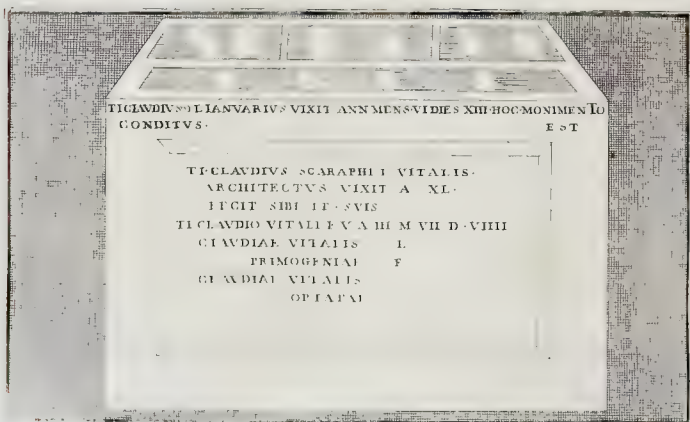 TI CLAVDIVS L IANVARIVS VIXIT ANN MENS·VI DIES XIII·HOC·MONIMENTO
CONDITVS· EST
TI·CLAVDIVS SCARAPHI L VITALIS·
ARCHITECTVS VIXIT A XL·
FECIT SIBI ET·SVIS
TI CLAVDIO VITALI F V A III M VII D·VIIII
CLAVDIAE VITALIS L
PRIMOGENIAE F
CLAVDIAE VITALIS
OPTATAE